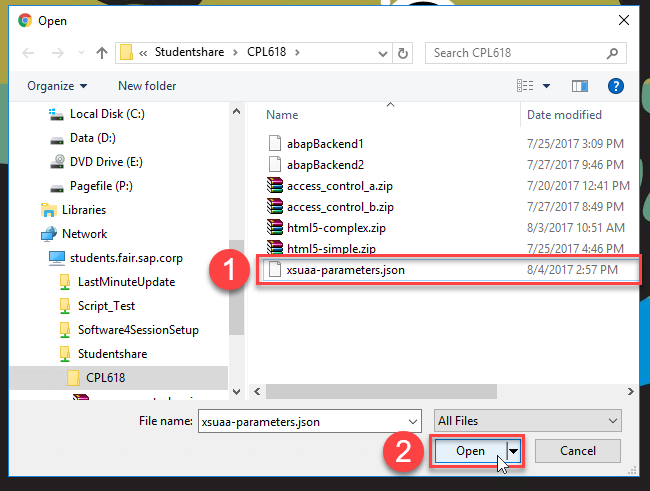 Open
« Studentshare › CPL618 ›
Search CPL618
Organize
New folder
?
Local Disk (C:)
Data (D:)
DVD Drive (E:)
Pagefile (P:)
Libraries
Network
students.fair.sap.corp
LastMinuteUpdate
Script_Test
Software4SessionSetup
Studentshare
CPL618
Name Date modified
abapBackend1 7/25/2017 3:09 PM
abapBackend2 7/27/2017 9:46 PM
access_control_a.zip 7/20/2017 12:41 PM
access_control_b.zip 7/27/2017 8:49 PM
html5-complex.zip 8/3/2017 10:51 AM
html5-simple.zip 7/25/2017 4:46 PM
1 xsuaa-parameters.json 8/4/2017 2:57 PM
File name: xsuaa-parameters.json All Files
2 Open Cancel